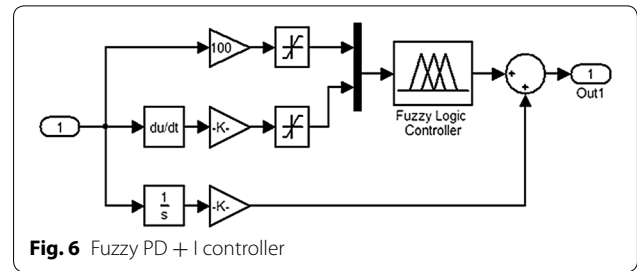 100
1
du/dt
-K-
1
s
-K-
Fuzzy Logic
Controller
+
+
1
Out1
Fig. 6 Fuzzy PD + I controller